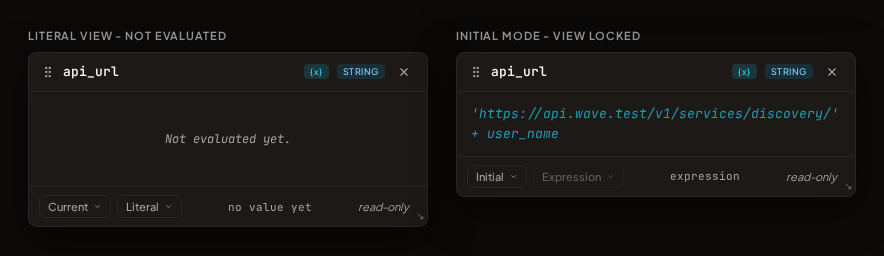 LITERAL VIEW – NOT EVALUATED
api_url
{x}
STRING
Not evaluated yet.
Current
Literal
no value yet
read-only
INITIAL MODE – VIEW LOCKED
api_url
{x}
STRING
'https://api.wave.test/v1/services/discovery/'
+ user_name
Initial
Expression
expression
read-only